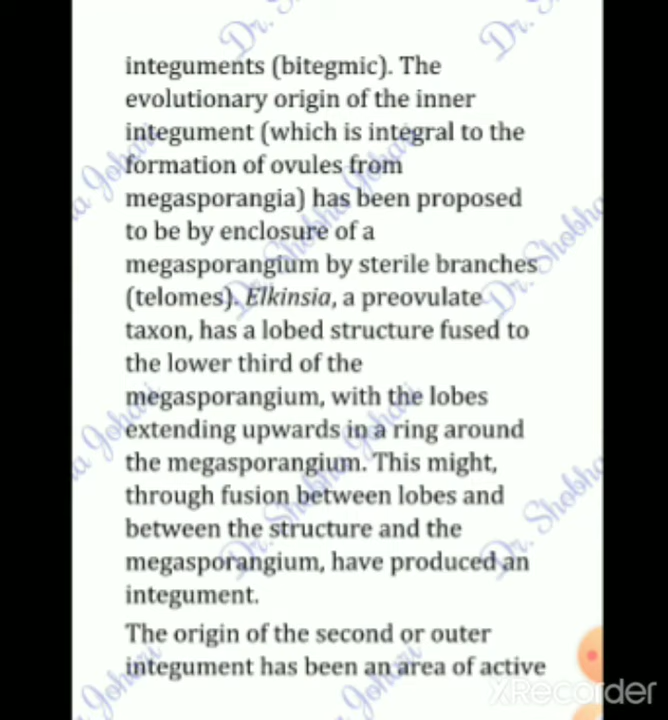 integuments (bitegmic). The
evolutionary origin of the inner
integument (which is integral to the
formation of ovules from
megasporangia) has been proposed
to be by enclosure of a
megasporangium by sterile branches
(telomes). Elkinsia, a preovulate
taxon, has a lobed structure fused to
the lower third of the
megasporangium, with the lobes
extending upwards in a ring around
the megasporangium. This might,
through fusion between lobes and
between the structure and the
megasporangium, have produced an
integument.
The origin of the second or outer
integument has been an area of active
XRecorder
Dr. Shobha Johari